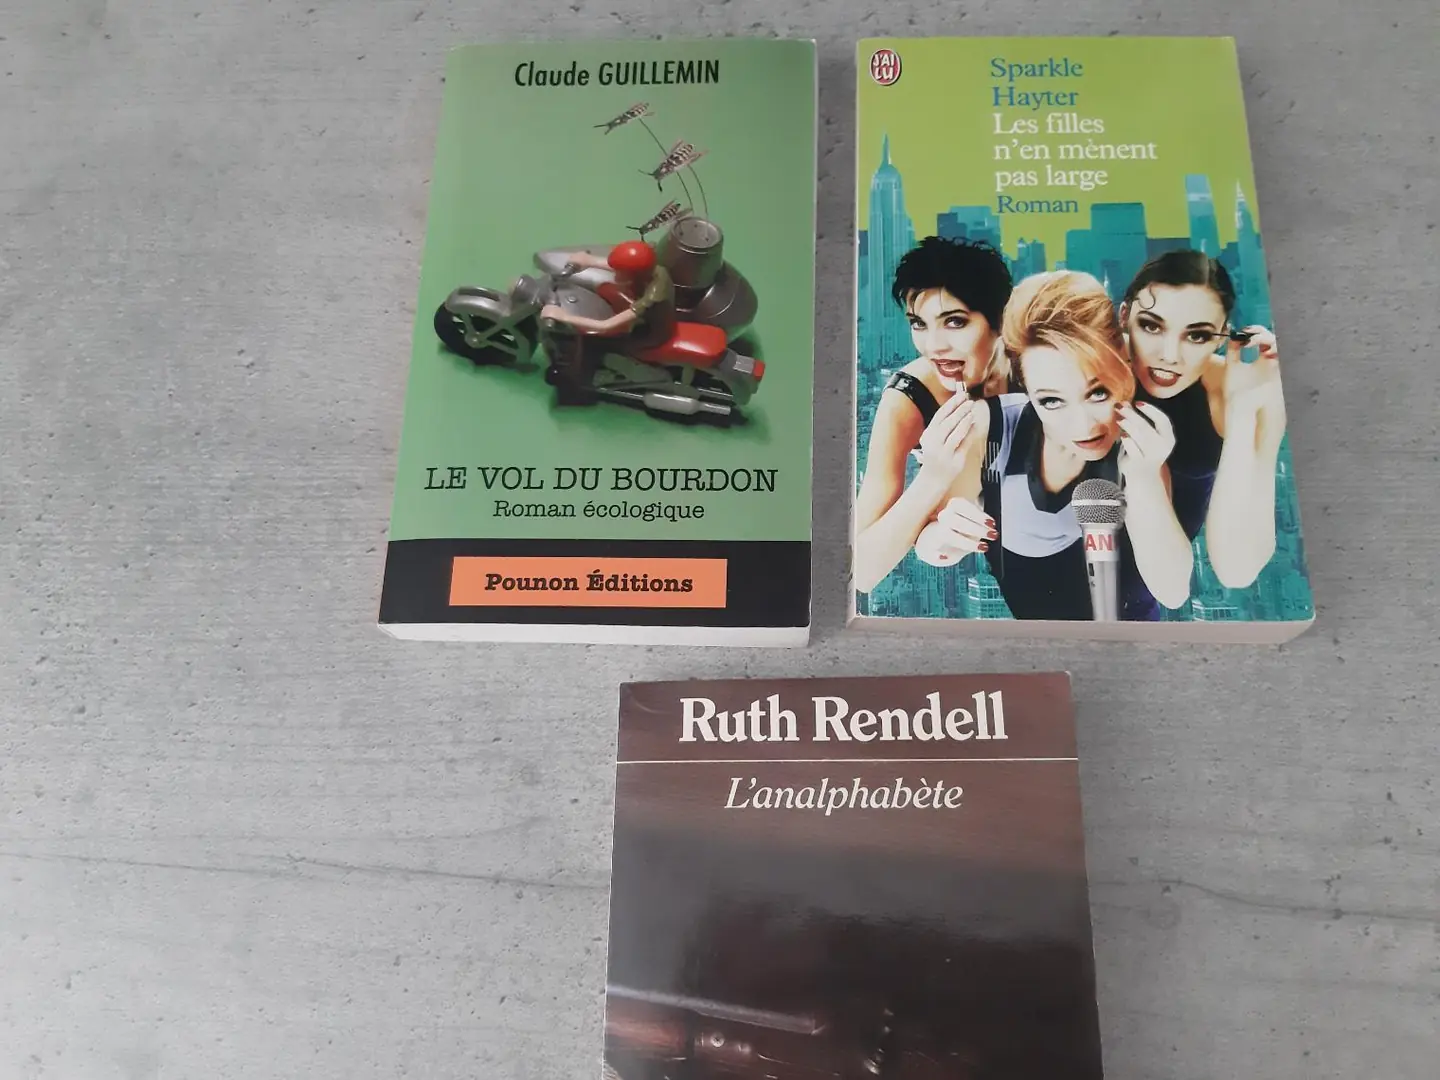 Claude GUILLEMIN
LE VOL DU BOURDON
Roman écologique
Pounon Éditions
J'AI
LU
Sparkle
Hayter
Les filles
n'en mènent
pas large
Roman
AN
Ruth Rendell
L'analphabète